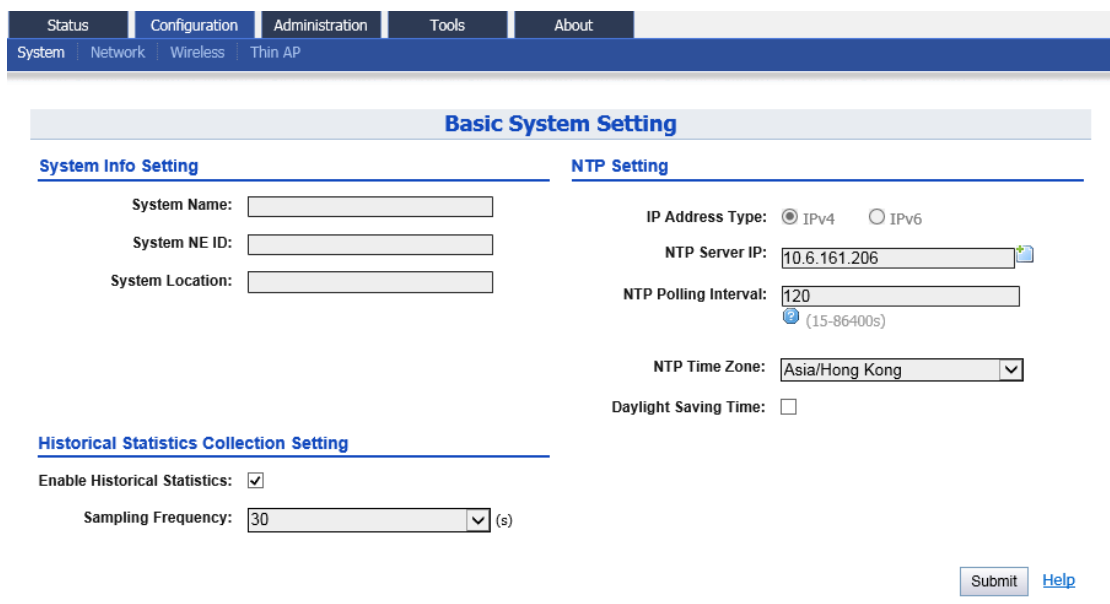 Status Configuration Administration Tools About
System Network Wireless Thin AP
Basic System Setting
System Info Setting
System Name:
System NE ID:
System Location:
NTP Setting
IP Address Type: IPv4 IPv6
NTP Server IP: 10.6.161.206
NTP Polling Interval: 120
(15-86400s)
NTP Time Zone: Asia/Hong Kong
Daylight Saving Time:
Historical Statistics Collection Setting
Enable Historical Statistics:
Sampling Frequency: 30 (s)
Submit Help